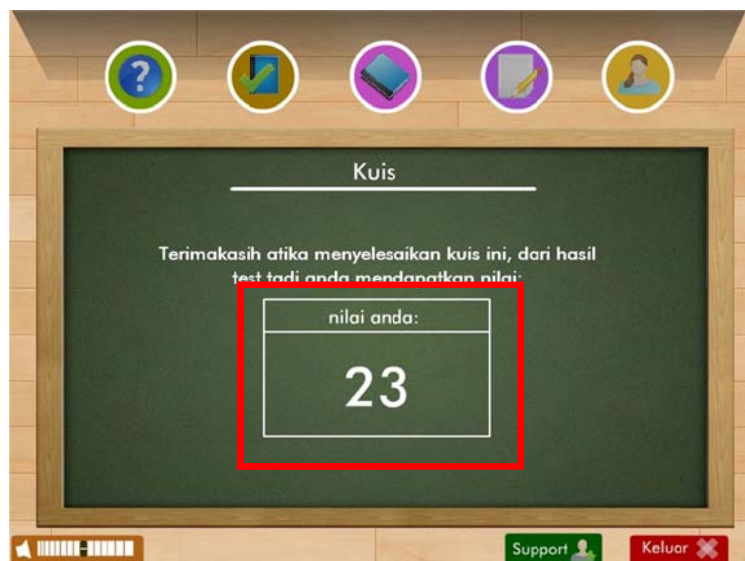 Kuis
Terimakasih atika menyelesaikan kuis ini, dari hasil
test tadi anda mendapatkan nilai:
nilai anda:
23
Support
Keluar